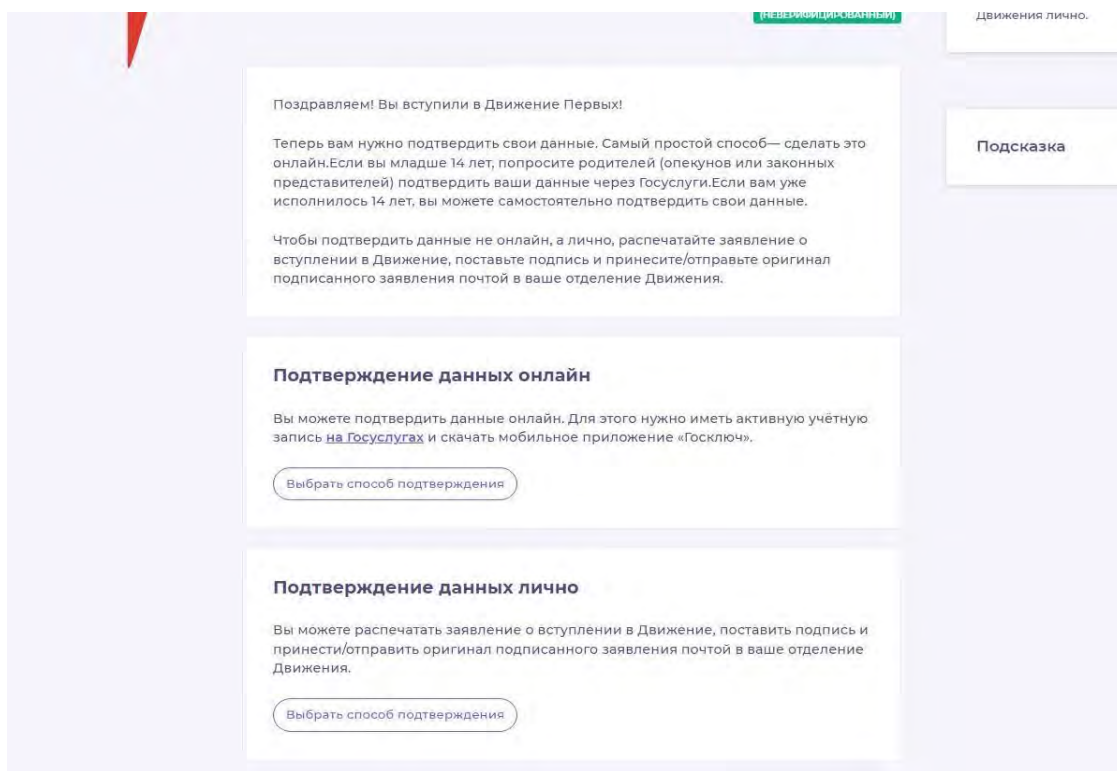 (НЕВЕРИФИЦИРОВАННЫЙ)
Движения лично.
Поздравляем! Вы вступили в Движение Первых!
Теперь вам нужно подтвердить свои данные. Самый простой способ— сделать это
онлайн.Если вы младше 14 лет, попросите родителей (опекунов или законных
представителей) подтвердить ваши данные через Госуслуги.Если вам уже
исполнилось 14 лет, вы можете самостоятельно подтвердить свои данные.
Чтобы подтвердить данные не онлайн, а лично, распечатайте заявление о
вступлении в Движение, поставьте подпись и принесите/отправьте оригинал
подписанного заявления почтой в ваше отделение Движения.
Подсказка
Подтверждение данных онлайн
Вы можете подтвердить данные онлайн. Для этого нужно иметь активную учётную
запись на Госуслугах и скачать мобильное приложение «Госключ».
Выбрать способ подтверждения
Подтверждение данных лично
Вы можете распечатать заявление о вступлении в Движение, поставить подпись и
принести/отправить оригинал подписанного заявления почтой в ваше отделение
Движения.
Выбрать способ подтверждения